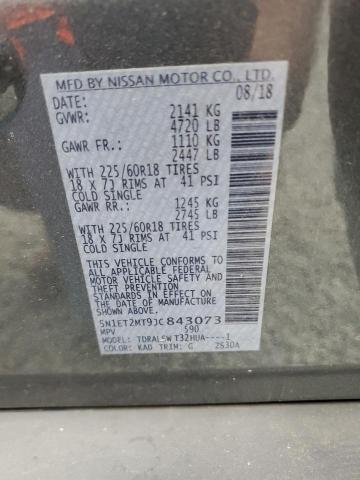 MFD BY NISSAN MOTOR CO., LTD.
DATE: 08/18
GVWR: 2141 KG
4720 LB
GAWR FR.: 1110 KG
2447 LB
WITH 225/60R18 TIRES
18 X 7J RIMS AT 41 PSI
COLD SINGLE
GAWR RR.: 1245 KG
2745 LB
WITH 225/60R18 TIRES
18 X 7J RIMS AT 41 PSI
COLD SINGLE
THIS VEHICLE CONFORMS TO ALL
APPLICABLE FEDERAL
MOTOR VEHICLE SAFETY, BUMPER, AND
THEFT PREVENTION STANDARDS
IN EFFECT ON THE
DATE OF MANUFACTURE SHOWN ABOVE.
5N1ET2MT9JC843073
MPV 590
MODEL: T32HUA----1
COLOR: KAD TRIM: G 2S30A